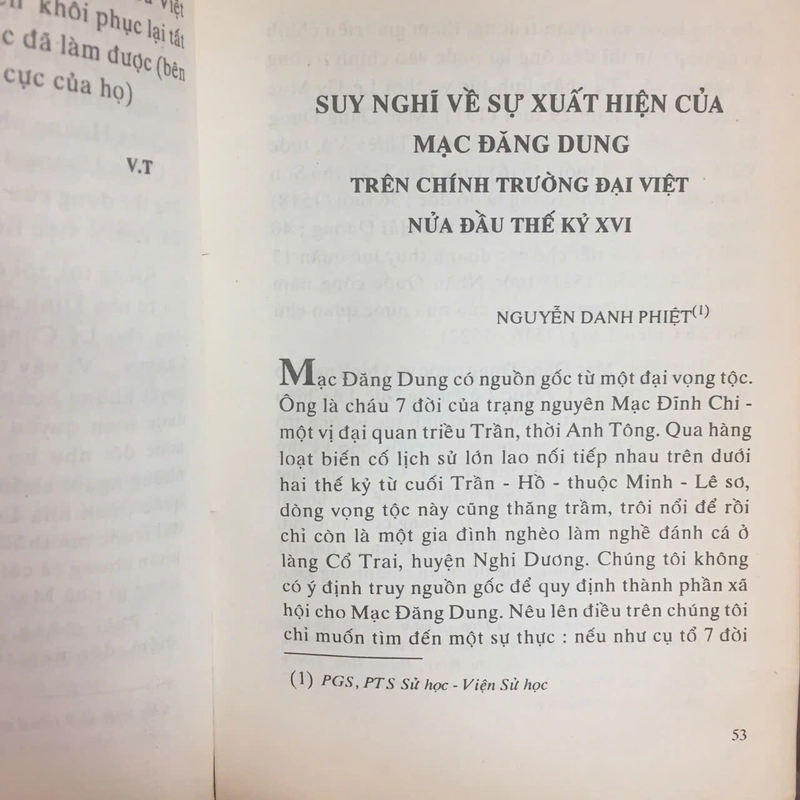 Việt
khôi phục lại tất
c đã làm được (bên
cực của họ)
V.T
SUY NGHĨ VỀ SỰ XUẤT HIỆN CỦA
MẠC ĐĂNG DUNG
TRÊN CHÍNH TRƯỜNG ĐẠI VIỆT
NỬA ĐẦU THẾ KỶ XVI
NGUYỄN DANH PHIỆT(1)
Mạc Đăng Dung có nguồn gốc từ một đại vọng tộc.
Ông là cháu 7 đời của trạng nguyên Mạc Đĩnh Chi -
một vị đại quan triều Trần, thời Anh Tông. Qua hàng
loạt biến cố lịch sử lớn lao nối tiếp nhau trên dưới
hai thế kỷ từ cuối Trần - Hồ - thuộc Minh - Lê sơ,
dòng vọng tộc này cũng thăng trầm, trôi nổi để rồi
chỉ còn là một gia đình nghèo làm nghề đánh cá ở
làng Cổ Trai, huyện Nghi Dương. Chúng tôi không
có ý định truy nguồn gốc để quy định thành phần xã
hội cho Mạc Đăng Dung. Nêu lên điều trên chúng tôi
chỉ muốn tìm đến một sự thực : nếu như cụ tổ 7 đời
(1) PGS, PTS Sử học - Viện Sử học
53